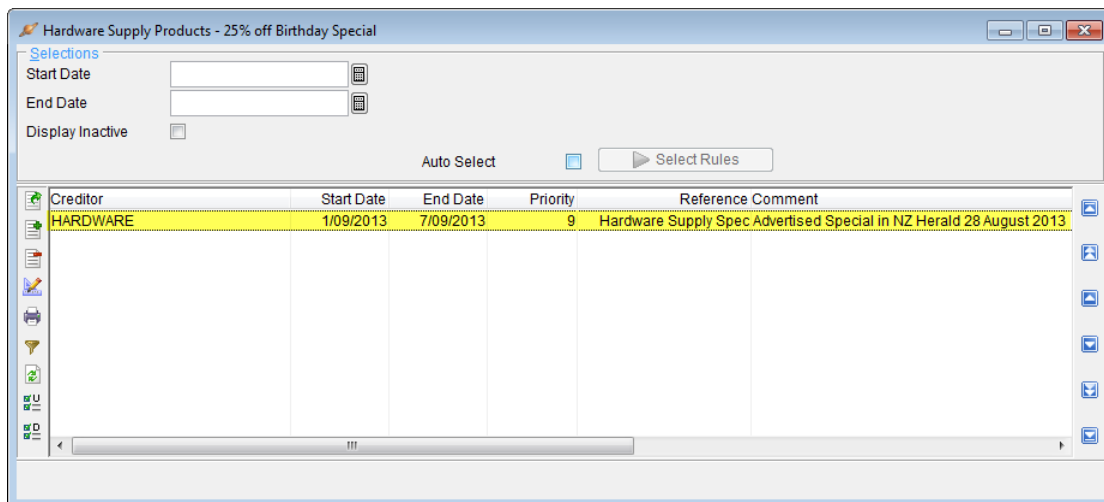 Hardware Supply Products - 25% off Birthday Special
Selections
Start Date
End Date
Display Inactive
Auto Select Select Rules
Creditor Start Date End Date Priority Reference Comment
HARDWARE 1/09/2013 7/09/2013 9 Hardware Supply Spec Advertised Special in NZ Herald 28 August 2013
U
D